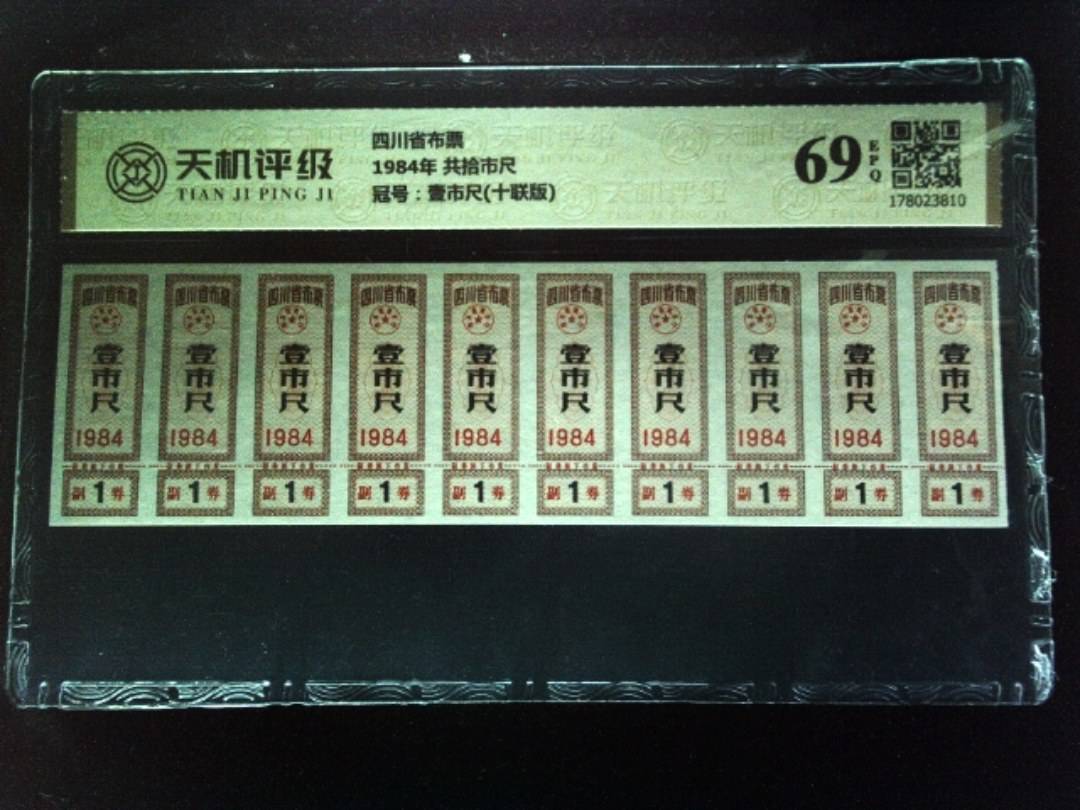 天机评级
TIAN JI PING JI
四川省布票
1984年 共拾市尺
冠号：壹市尺(十联版)
69
EPQ
178023810
四川省布票 四川省布票 四川省布票 四川省布票 四川省布票 四川省布票 四川省布票 四川省布票 四川省布票 四川省布票
壹市尺 壹市尺 壹市尺 壹市尺 壹市尺 壹市尺 壹市尺 壹市尺 壹市尺 壹市尺
1984 1984 1984 1984 1984 1984 1984 1984 1984 1984
副1券 副1券 副1券 副1券 副1券 副1券 副1券 副1券 副1券 副1券